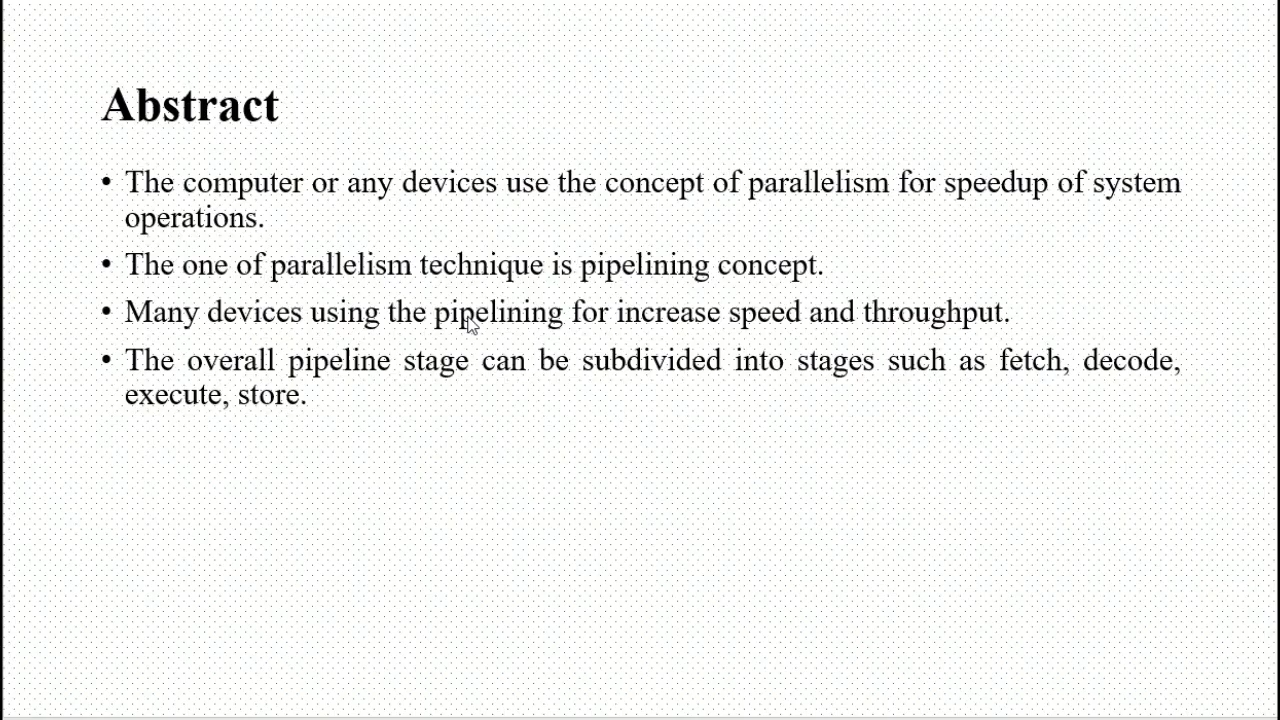 Abstract
• The computer or any devices use the concept of parallelism for speedup of system
operations.
• The one of parallelism technique is pipelining concept.
• Many devices using the pipelining for increase speed and throughput.
• The overall pipeline stage can be subdivided into stages such as fetch, decode,
execute, store.